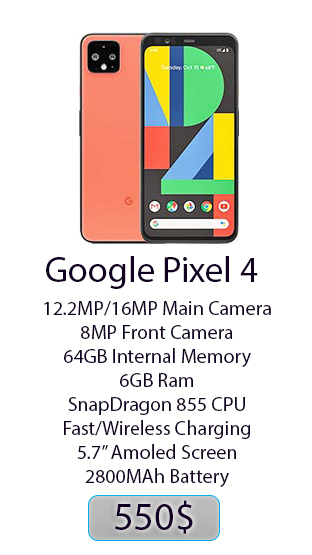 Google Pixel 4
12.2MP/16MP Main Camera
8MP Front Camera
64GB Internal Memory
6GB Ram
SnapDragon 855 CPU
Fast/Wireless Charging
5.7” Amoled Screen
2800MAh Battery
550$